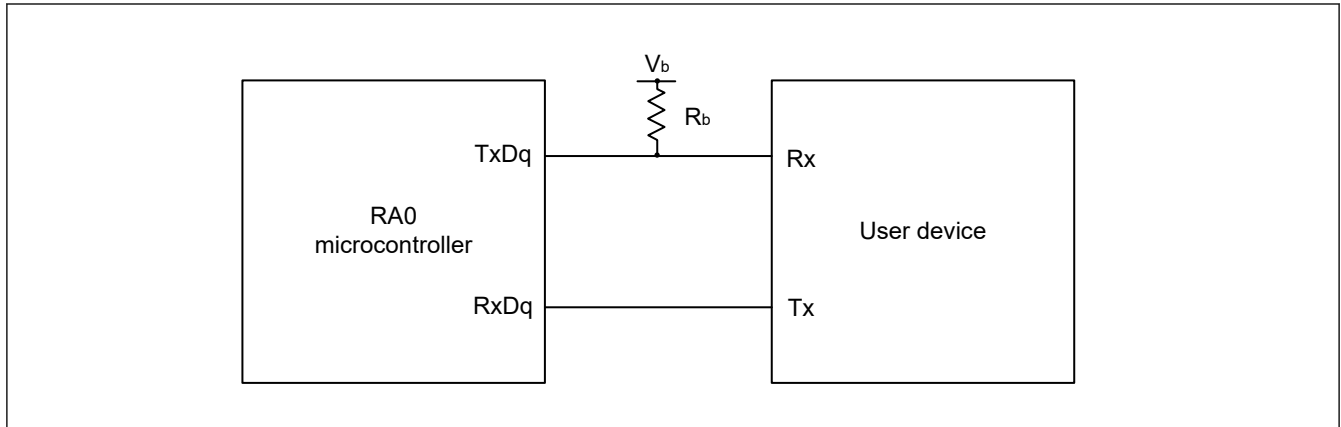 Vb
Rb
TxDq
Rx
RA0
microcontroller
User device
RxDq
Tx